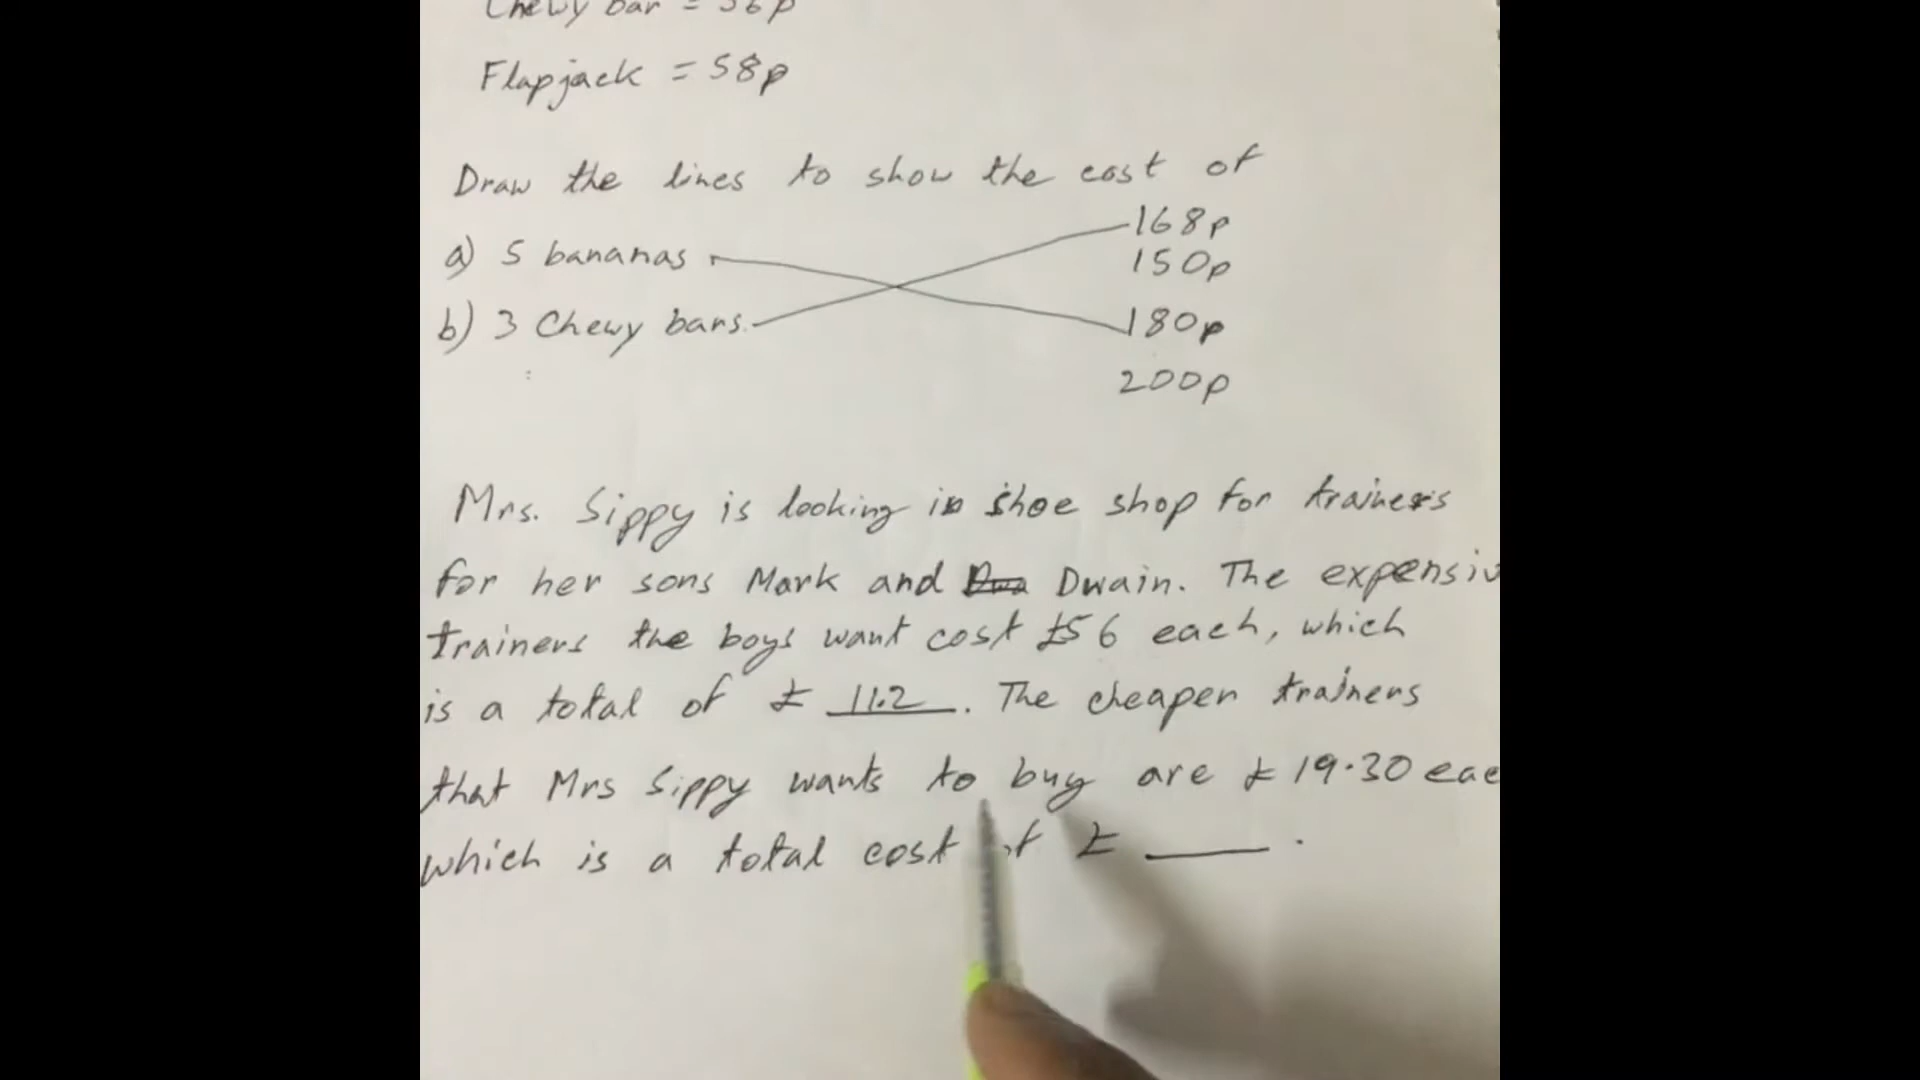 Chewy bar = 56p
Flapjack = 58p
Draw the lines to show the cost of
168p
a) 5 bananas
150p
b) 3 Chewy bars.
180p
200p
Mrs. Sippy is looking in shoe shop for trainers
for her sons Mark and Dwain. The expensiv
trainers the boys want cost £56 each, which
is a total of £ 112. The cheaper trainers
that Mrs Sippy wants to buy are £19.30 eac
which is a total cost of £ ____.